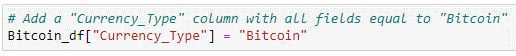 # Add a "Currency_Type" column with all fields equal to "Bitcoin"
Bitcoin_df["Currency_Type"] = "Bitcoin"